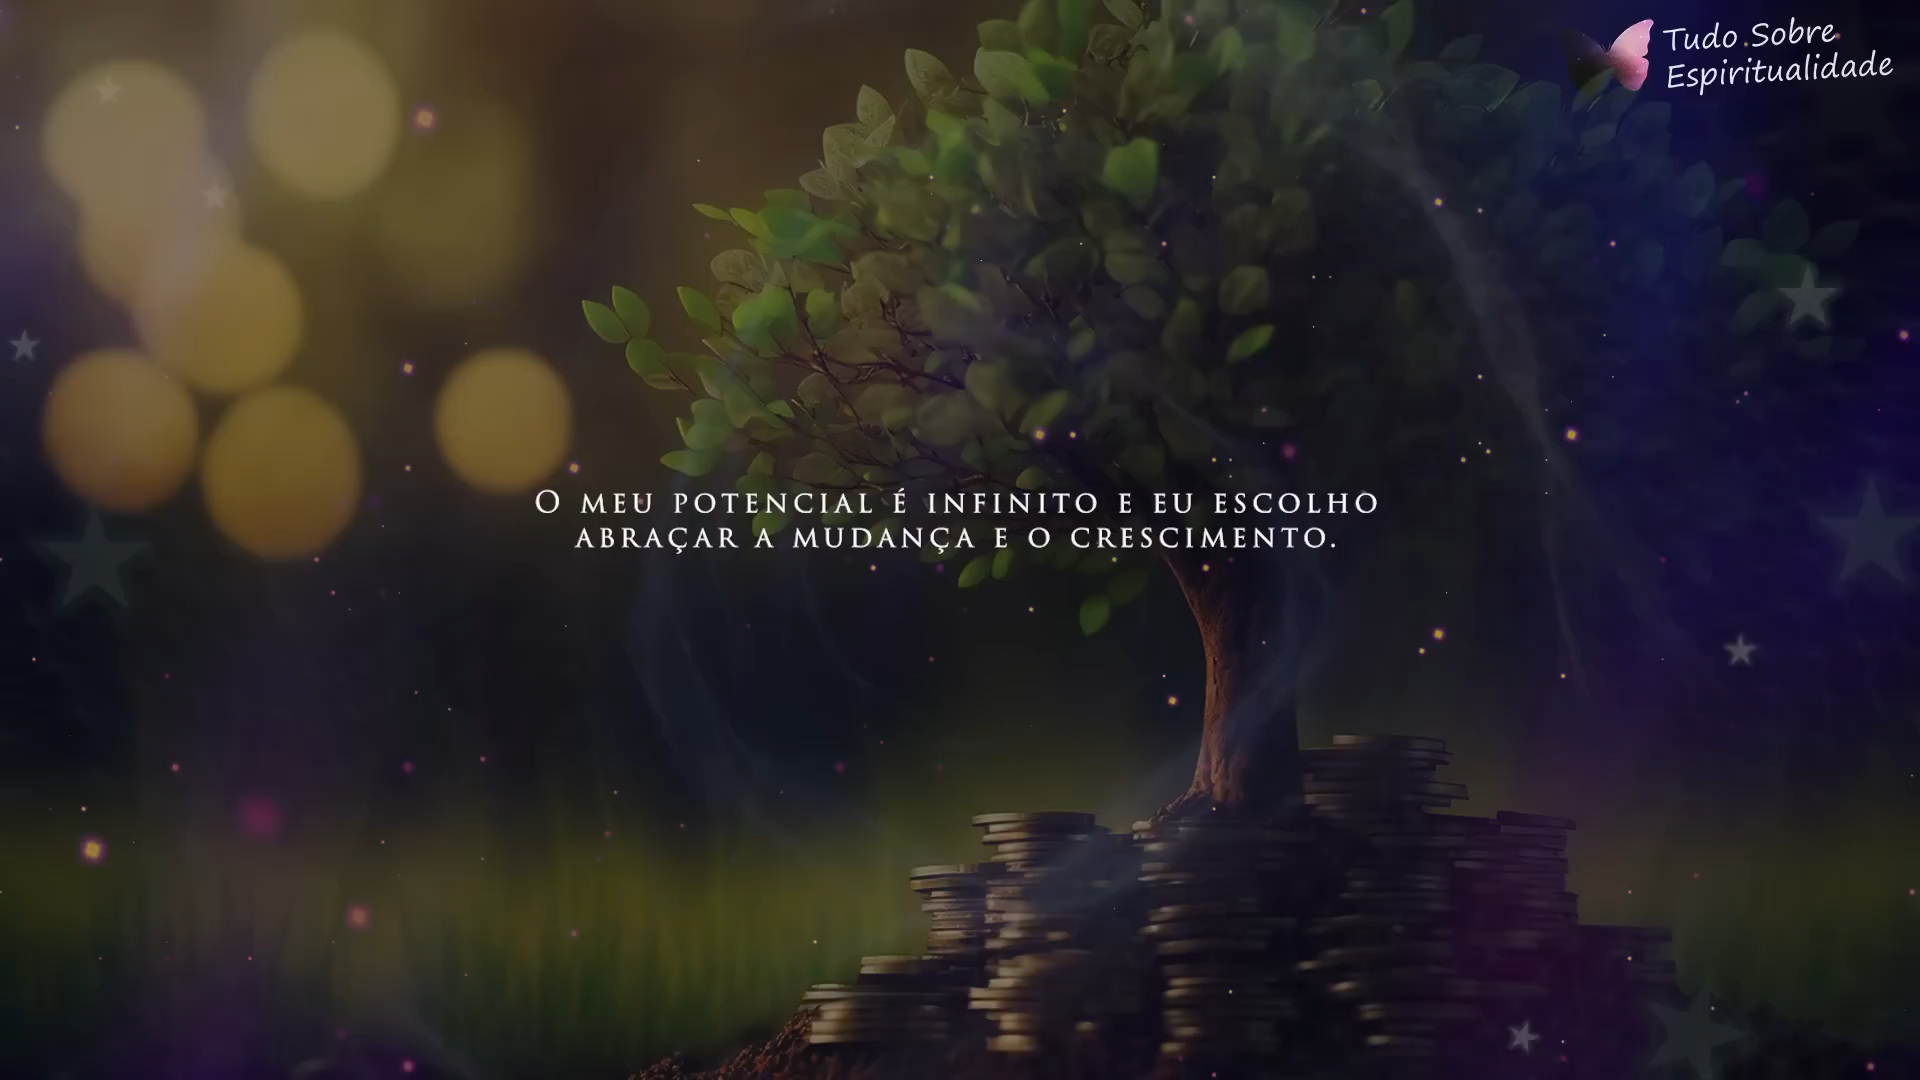 Tudo Sobre
Espiritualidade
O MEU POTENCIAL É INFINITO E EU ESCOLHO
ABRAÇAR A MUDANÇA E O CRESCIMENTO.